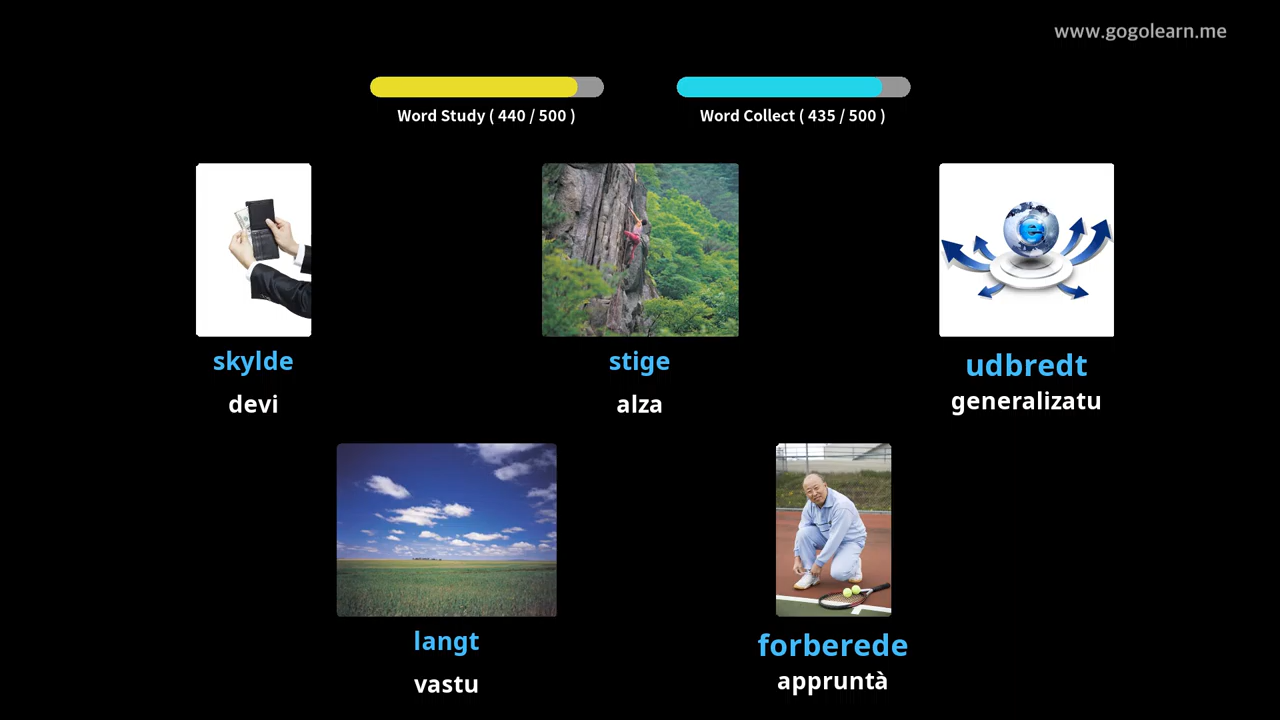 www.gogolearn.me
Word Study ( 440 / 500 )
Word Collect ( 435 / 500 )
skylde
devi
stige
alza
udbredt
generalizatu
langt
vastu
forberede
appruntà